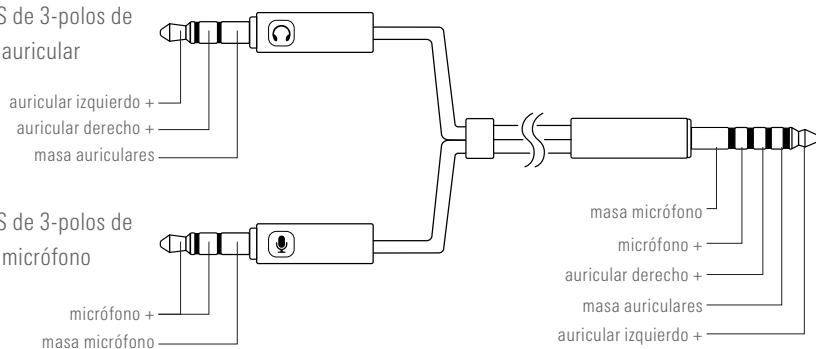 S de 3-polos de
auricular
auricular izquierdo +
auricular derecho +
masa auriculares
S de 3-polos de
micrófono
micrófono +
masa micrófono
masa micrófono
micrófono +
auricular derecho +
masa auriculares
auricular izquierdo +